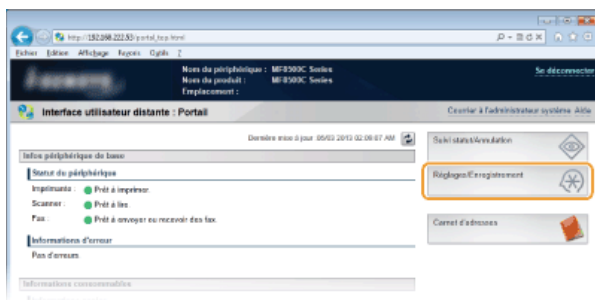 http://192.168.222.53/portal_top.html
Fichier Edition Affichage Favoris Outils ?
Nom du périphérique : MF8500C Series
Nom du produit : MF8500C Series
Emplacement :
Se déconnecter
Interface utilisateur distante : Portail
Courrier à l'administrateur système Aide
Dernière mise à jour :05/03 2013 02:09:07 AM
Infos périphérique de base
Statut du périphérique
Imprimante : Prêt à imprimer.
Scanner : Prêt à lire.
Fax : Prêt à envoyer ou recevoir des fax.
Informations d'erreur
Pas d'erreurs.
Informations consommables
Suivi statut/Annulation
Réglages/Enregistrement
Carnet d'adresses